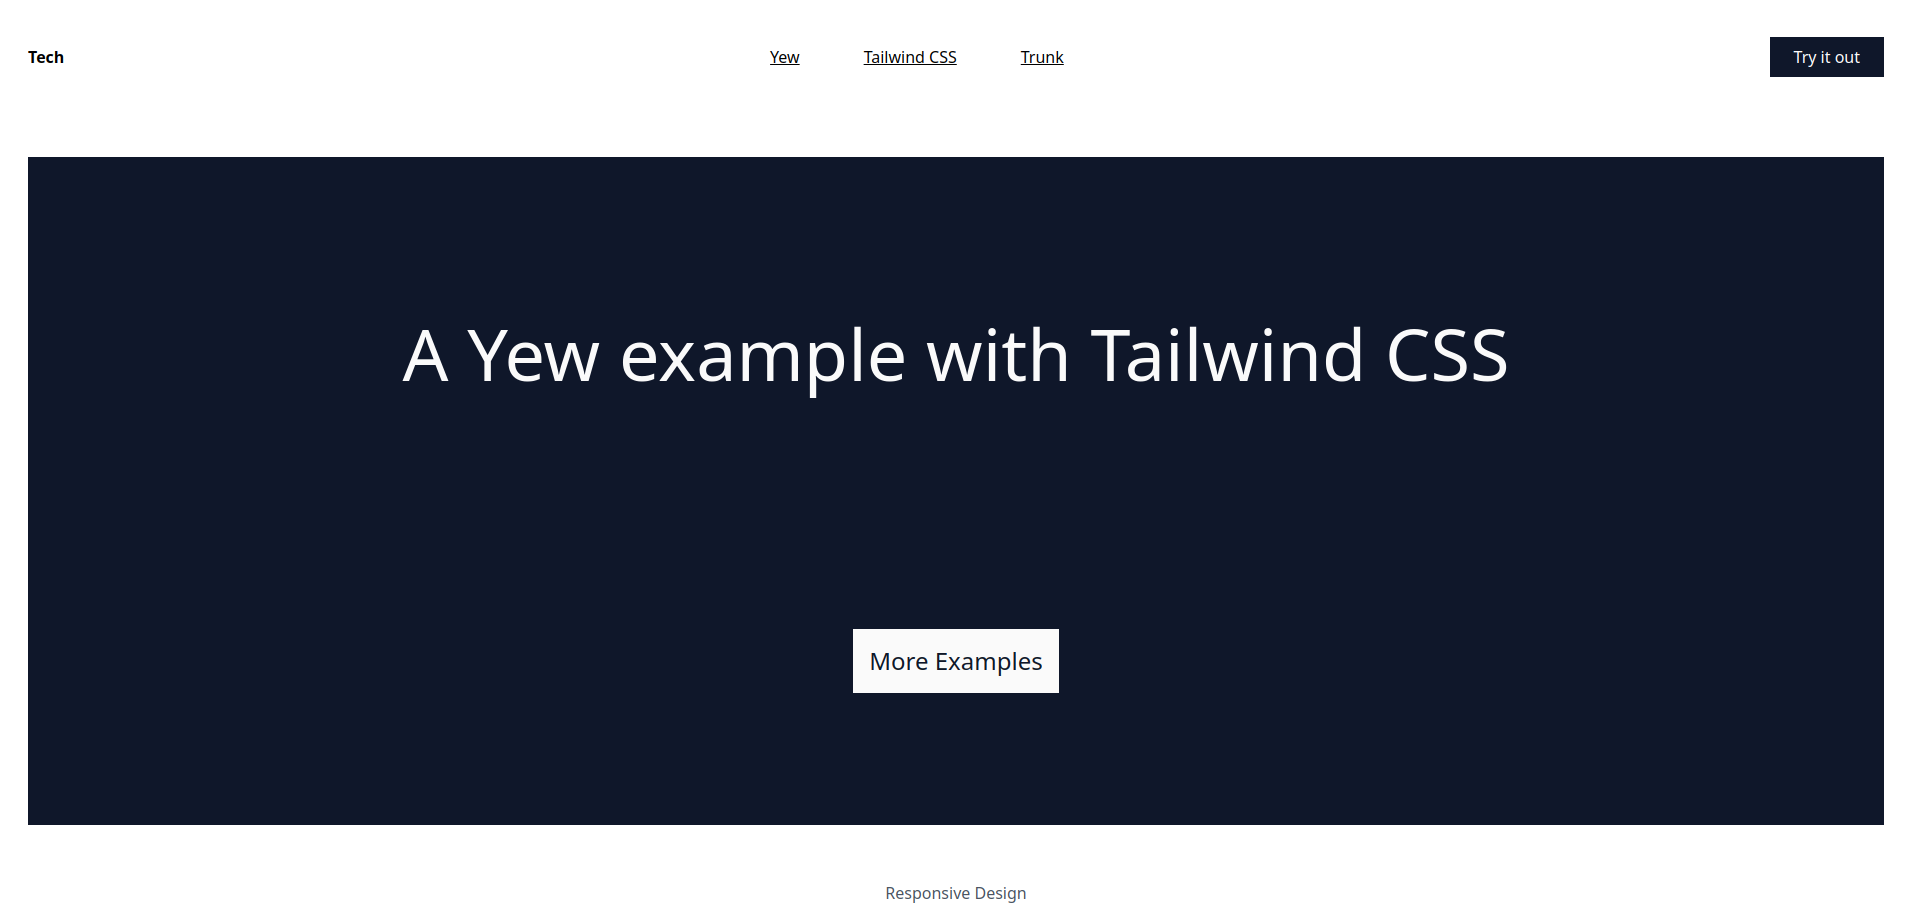 Tech
Yew
Tailwind CSS
Trunk
Try it out
A Yew example with Tailwind CSS
More Examples
Responsive Design